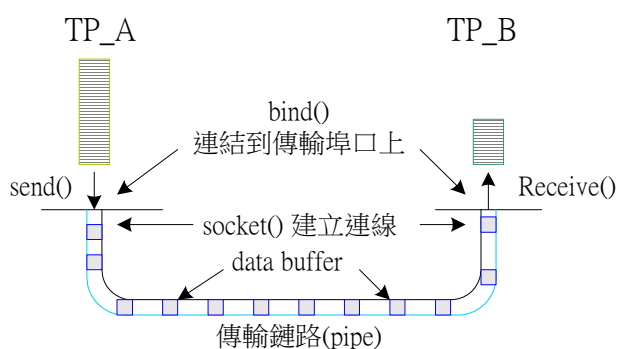 TP_A
TP_B
bind()
連結到傳輸埠口上
send()
Receive()
socket() 建立連線
data buffer
傳輸鏈路(pipe)